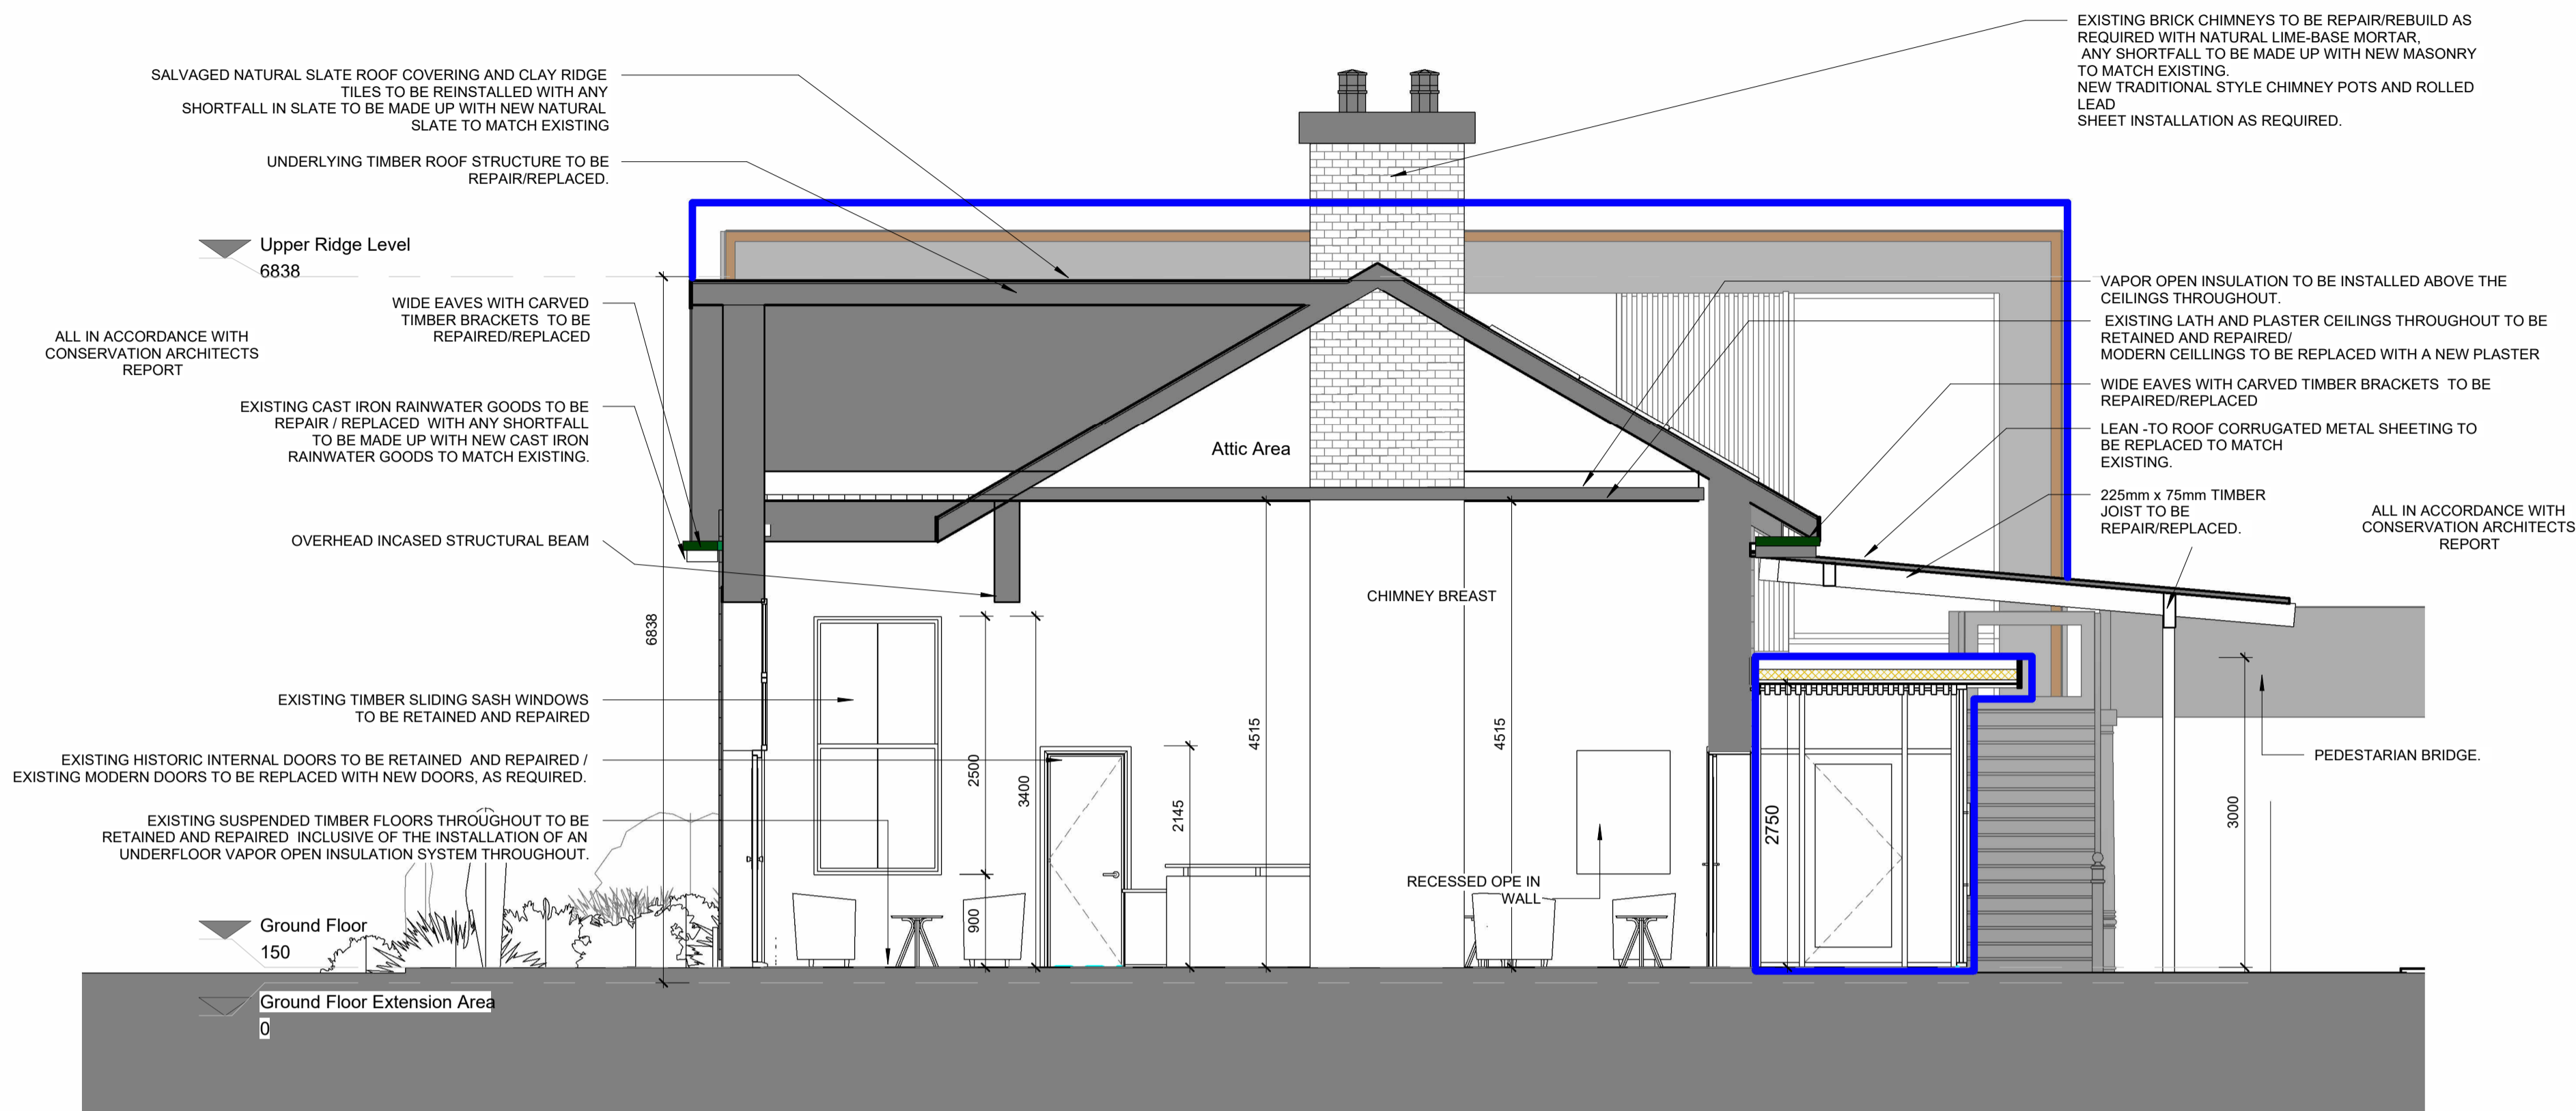 EXISTING BRICK CHIMNEYS TO BE REPAIR/REBUILD AS
REQUIRED WITH NATURAL LIME-BASE MORTAR,
ANY SHORTFALL TO BE MADE UP WITH NEW MASONRY
TO MATCH EXISTING.
NEW TRADITIONAL STYLE CHIMNEY POTS AND ROLLED
LEAD
SHEET INSTALLATION AS REQUIRED.
SALVAGED NATURAL SLATE ROOF COVERING AND CLAY RIDGE
TILES TO BE REINSTALLED WITH ANY
SHORTFALL IN SLATE TO BE MADE UP WITH NEW NATURAL
SLATE TO MATCH EXISTING
UNDERLYING TIMBER ROOF STRUCTURE TO BE
REPAIR/REPLACED.
Upper Ridge Level
6838
WIDE EAVES WITH CARVED
TIMBER BRACKETS TO BE
REPAIRED/REPLACED
ALL IN ACCORDANCE WITH
CONSERVATION ARCHITECTS
REPORT
EXISTING CAST IRON RAINWATER GOODS TO BE
REPAIR / REPLACED WITH ANY SHORTFALL
TO BE MADE UP WITH NEW CAST IRON
RAINWATER GOODS TO MATCH EXISTING.
OVERHEAD INCASED STRUCTURAL BEAM
EXISTING TIMBER SLIDING SASH WINDOWS
TO BE RETAINED AND REPAIRED
EXISTING HISTORIC INTERNAL DOORS TO BE RETAINED AND REPAIRED /
EXISTING MODERN DOORS TO BE REPLACED WITH NEW DOORS, AS REQUIRED.
EXISTING SUSPENDED TIMBER FLOORS THROUGHOUT TO BE
RETAINED AND REPAIRED INCLUSIVE OF THE INSTALLATION OF AN
UNDERFLOOR VAPOR OPEN INSULATION SYSTEM THROUGHOUT.
Ground Floor
150
Ground Floor Extension Area
0
6838
Attic Area
CHIMNEY BREAST
2500
900
3400
2145
4515
4515
RECESSED OPE IN
WALL
2750
3000
VAPOR OPEN INSULATION TO BE INSTALLED ABOVE THE
CEILINGS THROUGHOUT.
EXISTING LATH AND PLASTER CEILINGS THROUGHOUT TO BE
RETAINED AND REPAIRED/
MODERN CEILLINGS TO BE REPLACED WITH A NEW PLASTER
WIDE EAVES WITH CARVED TIMBER BRACKETS TO BE
REPAIRED/REPLACED
LEAN -TO ROOF CORRUGATED METAL SHEETING TO
BE REPLACED TO MATCH
EXISTING.
225mm x 75mm TIMBER
JOIST TO BE
REPAIR/REPLACED.
ALL IN ACCORDANCE WITH
CONSERVATION ARCHITECTS
REPORT
PEDESTARIAN BRIDGE.